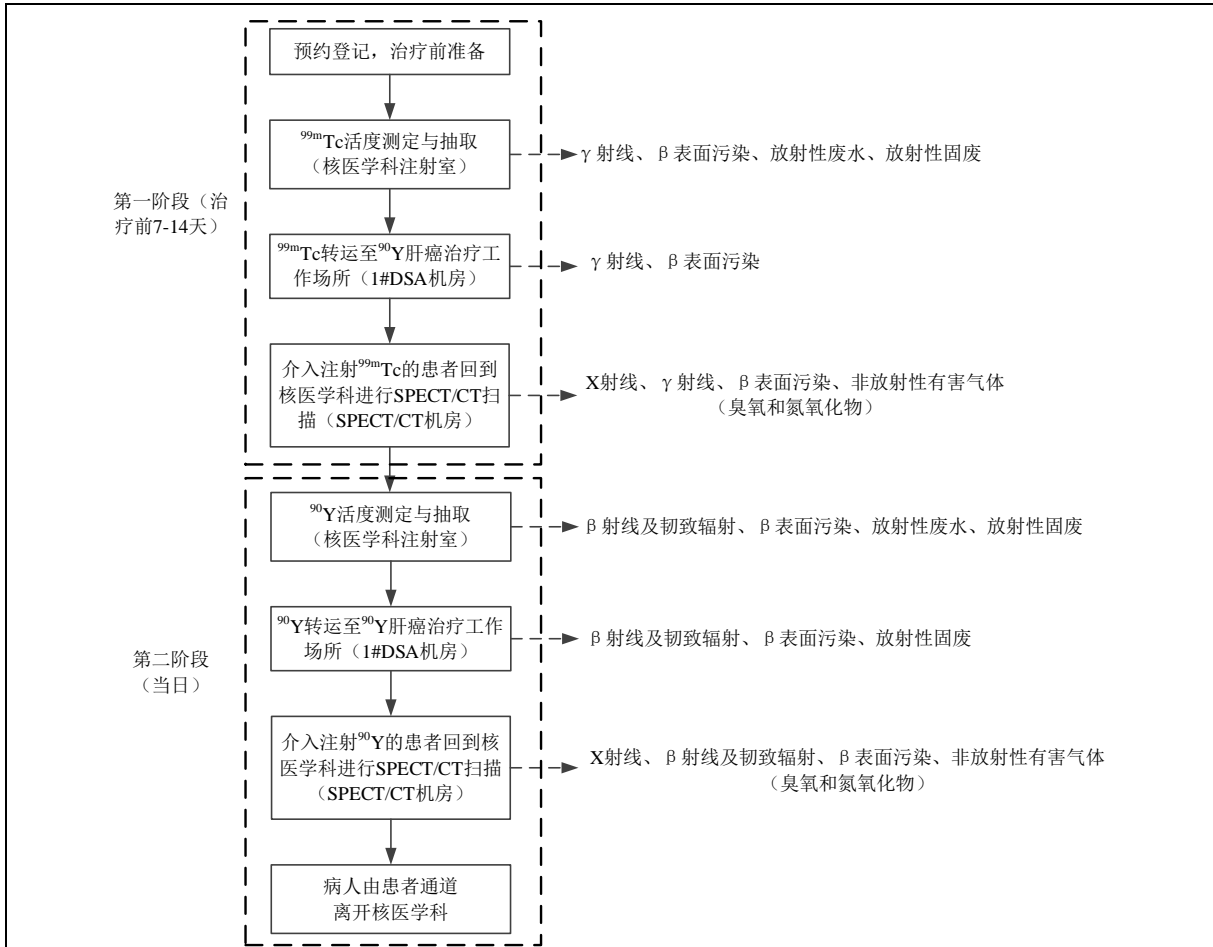 预约登记，治疗前准备
99mTc活度测定与抽取
（核医学科注射室）
γ射线、β表面污染、放射性废水、放射性固废
第一阶段（治
疗前7-14天）
99mTc转运至90Y肝癌治疗工
作场所（1#DSA机房）
γ射线、β表面污染
介入注射99mTc的患者回到
核医学科进行SPECT/CT扫
描（SPECT/CT机房）
X射线、γ射线、β表面污染、非放射性有害气体
（臭氧和氮氧化物）
90Y活度测定与抽取
（核医学科注射室）
β射线及韧致辐射、β表面污染、放射性废水、放射性固废
90Y转运至90Y肝癌治疗工作
场所（1#DSA机房）
β射线及韧致辐射、β表面污染、放射性固废
第二阶段
（当日）
介入注射90Y的患者回到核
医学科进行SPECT/CT扫描
（SPECT/CT机房）
X射线、β射线及韧致辐射、β表面污染、非放射性有害气体
（臭氧和氮氧化物）
病人由患者通道
离开核医学科